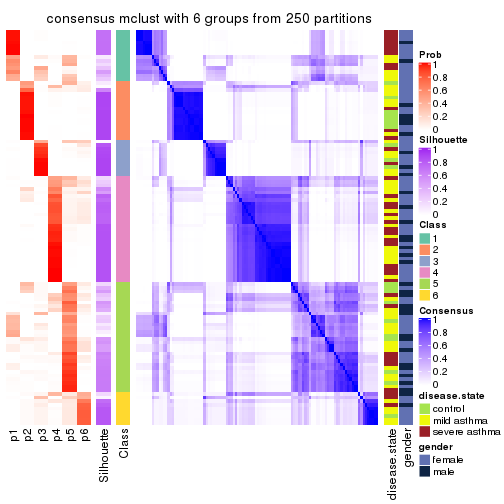 consensus mclust with 6 groups from 250 partitions
Prob
1
0.8
0.6
0.4
0.2
0
Silhouette
1
0.8
0.6
0.4
0.2
0
Class
1
2
3
4
5
6
Consensus
1
0.8
0.6
0.4
0.2
0
disease.state
control
mild asthma
severe asthma
gender
female
male
p1
p2
p3
p4
p5
p6
Silhouette
Class
disease.state
gender